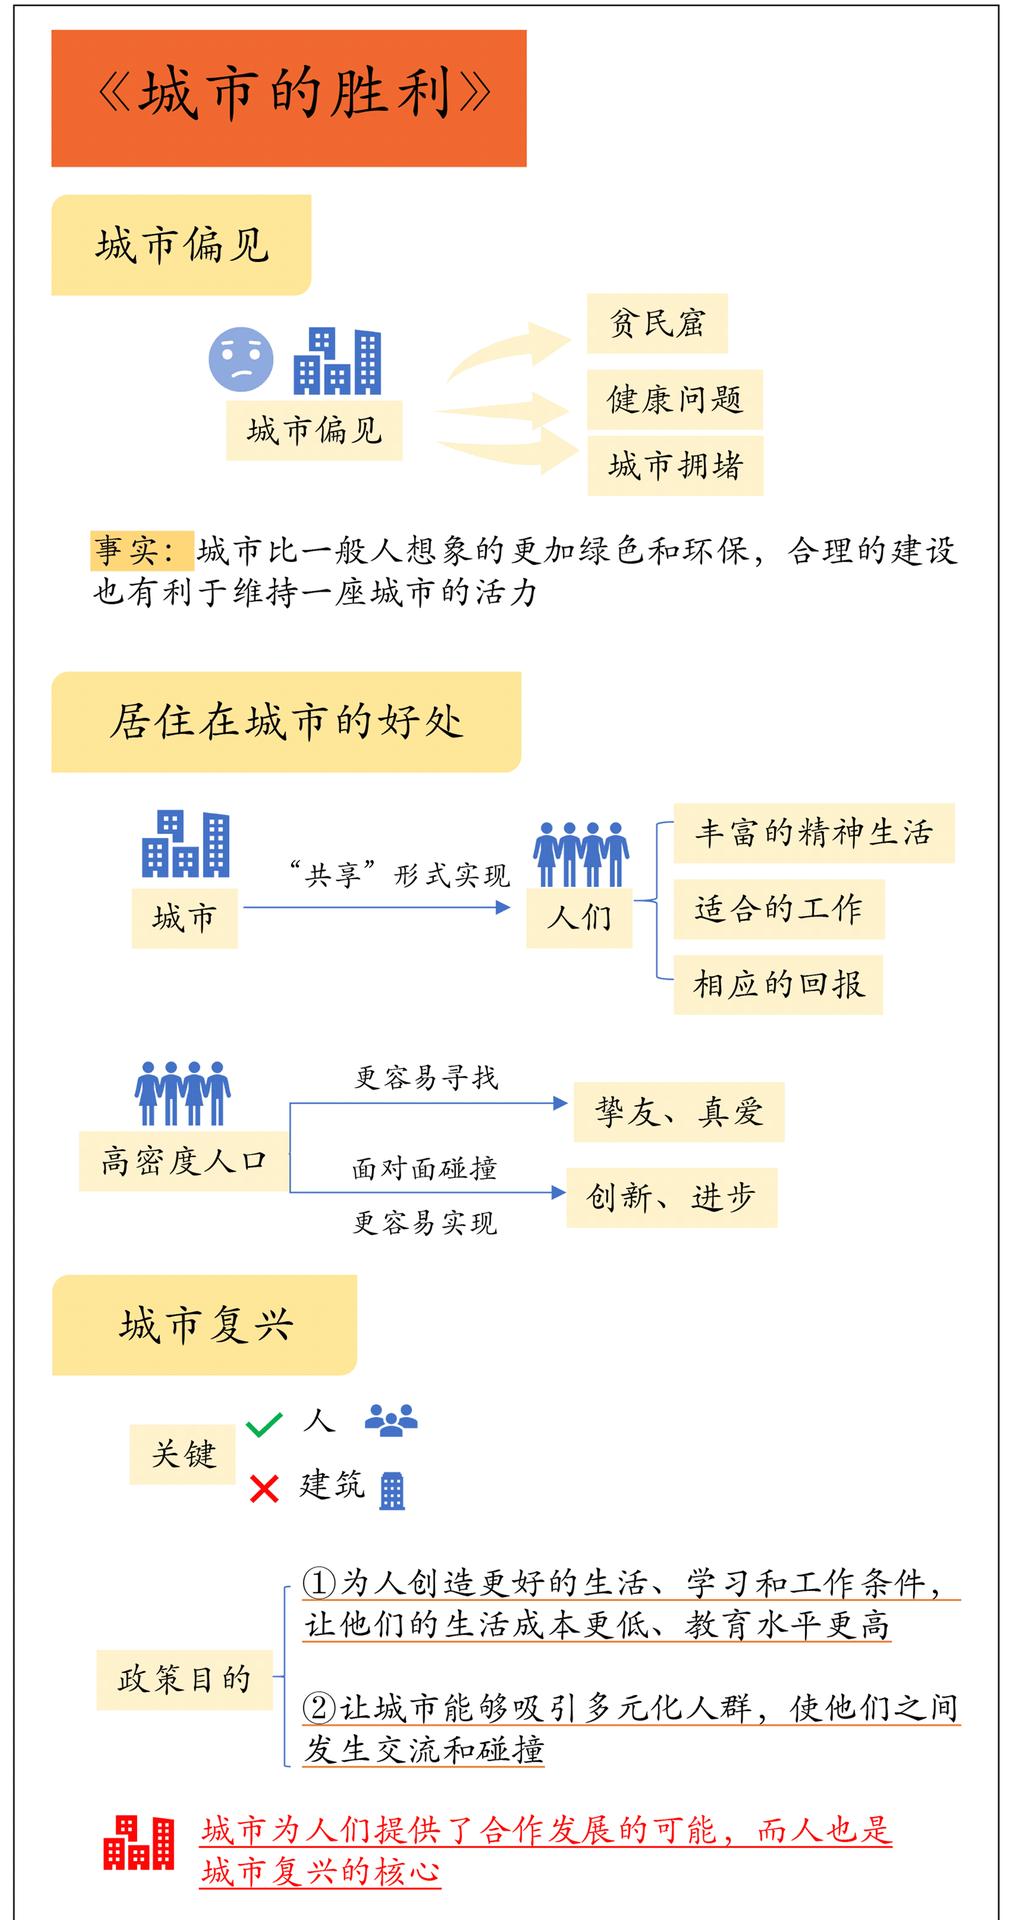 《城市的胜利》
城市偏见
城市偏见
贫民窟
健康问题
城市拥堵
事实：城市比一般人想象的更加绿色和环保，合理的建设
也有利于维持一座城市的活力
居住在城市的好处
城市
“共享”形式实现
人们
丰富的精神生活
适合的工作
相应的回报
高密度人口
更容易寻找
挚友、真爱
面对面碰撞
更容易实现
创新、进步
城市复兴
关键
人
建筑
政策目的
①为人创造更好的生活、学习和工作条件，
让他们的生活成本更低、教育水平更高
②让城市能够吸引多元化人群，使他们之间
发生交流和碰撞
城市为人们提供了合作发展的可能，而人也是
城市复兴的核心